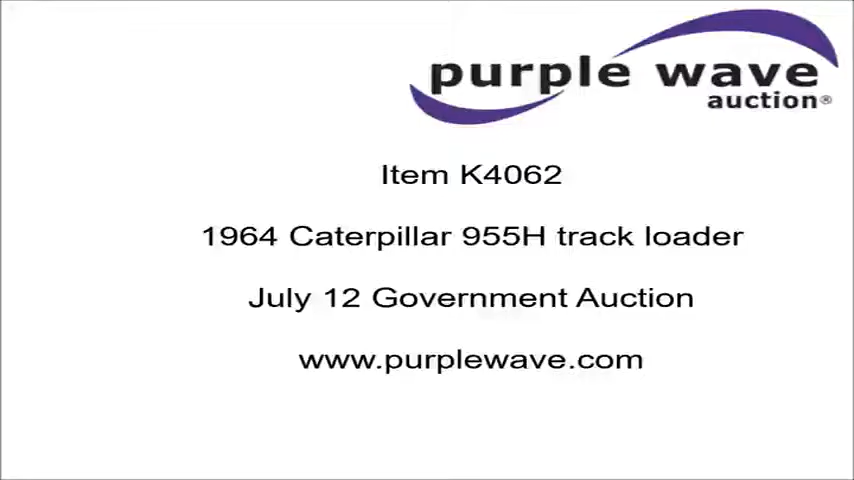 purple wave
auction®
Item K4062
1964 Caterpillar 955H track loader
July 12 Government Auction
www.purplewave.com